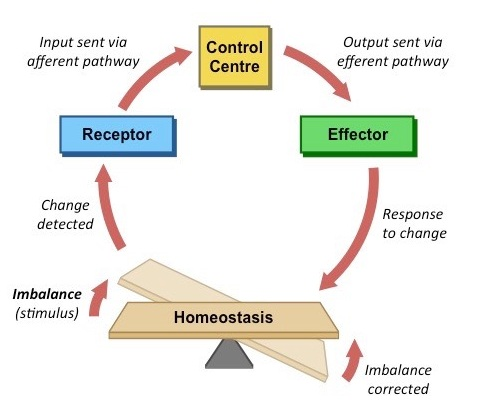 Input sent via
afferent pathway
Control
Centre
Output sent via
efferent pathway
Receptor
Effector
Change
detected
Response
to change
Imbalance
(stimulus)
Homeostasis
Imbalance
corrected